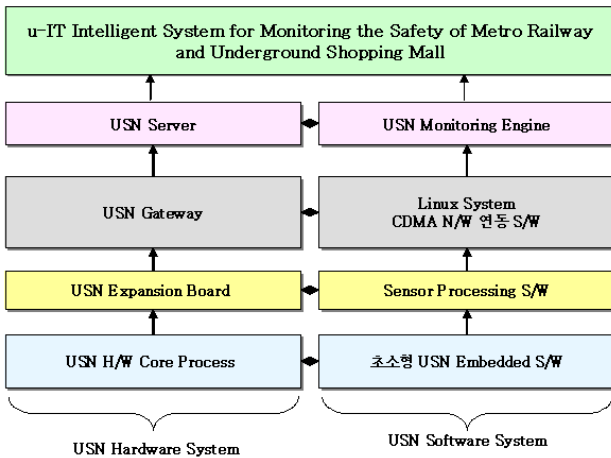 u-IT Intelligent System for Monitoring the Safety of Metro Railway
and Underground Shopping Mall
USN Server
USN Monitoring Engine
USN Gateway
Linux System
CDMA N/W 연동 S/W
USN Expansion Board
Sensor Processing S/W
USN H/W Core Process
초소형 USN Embedded S/W
USN Hardware System
USN Software System